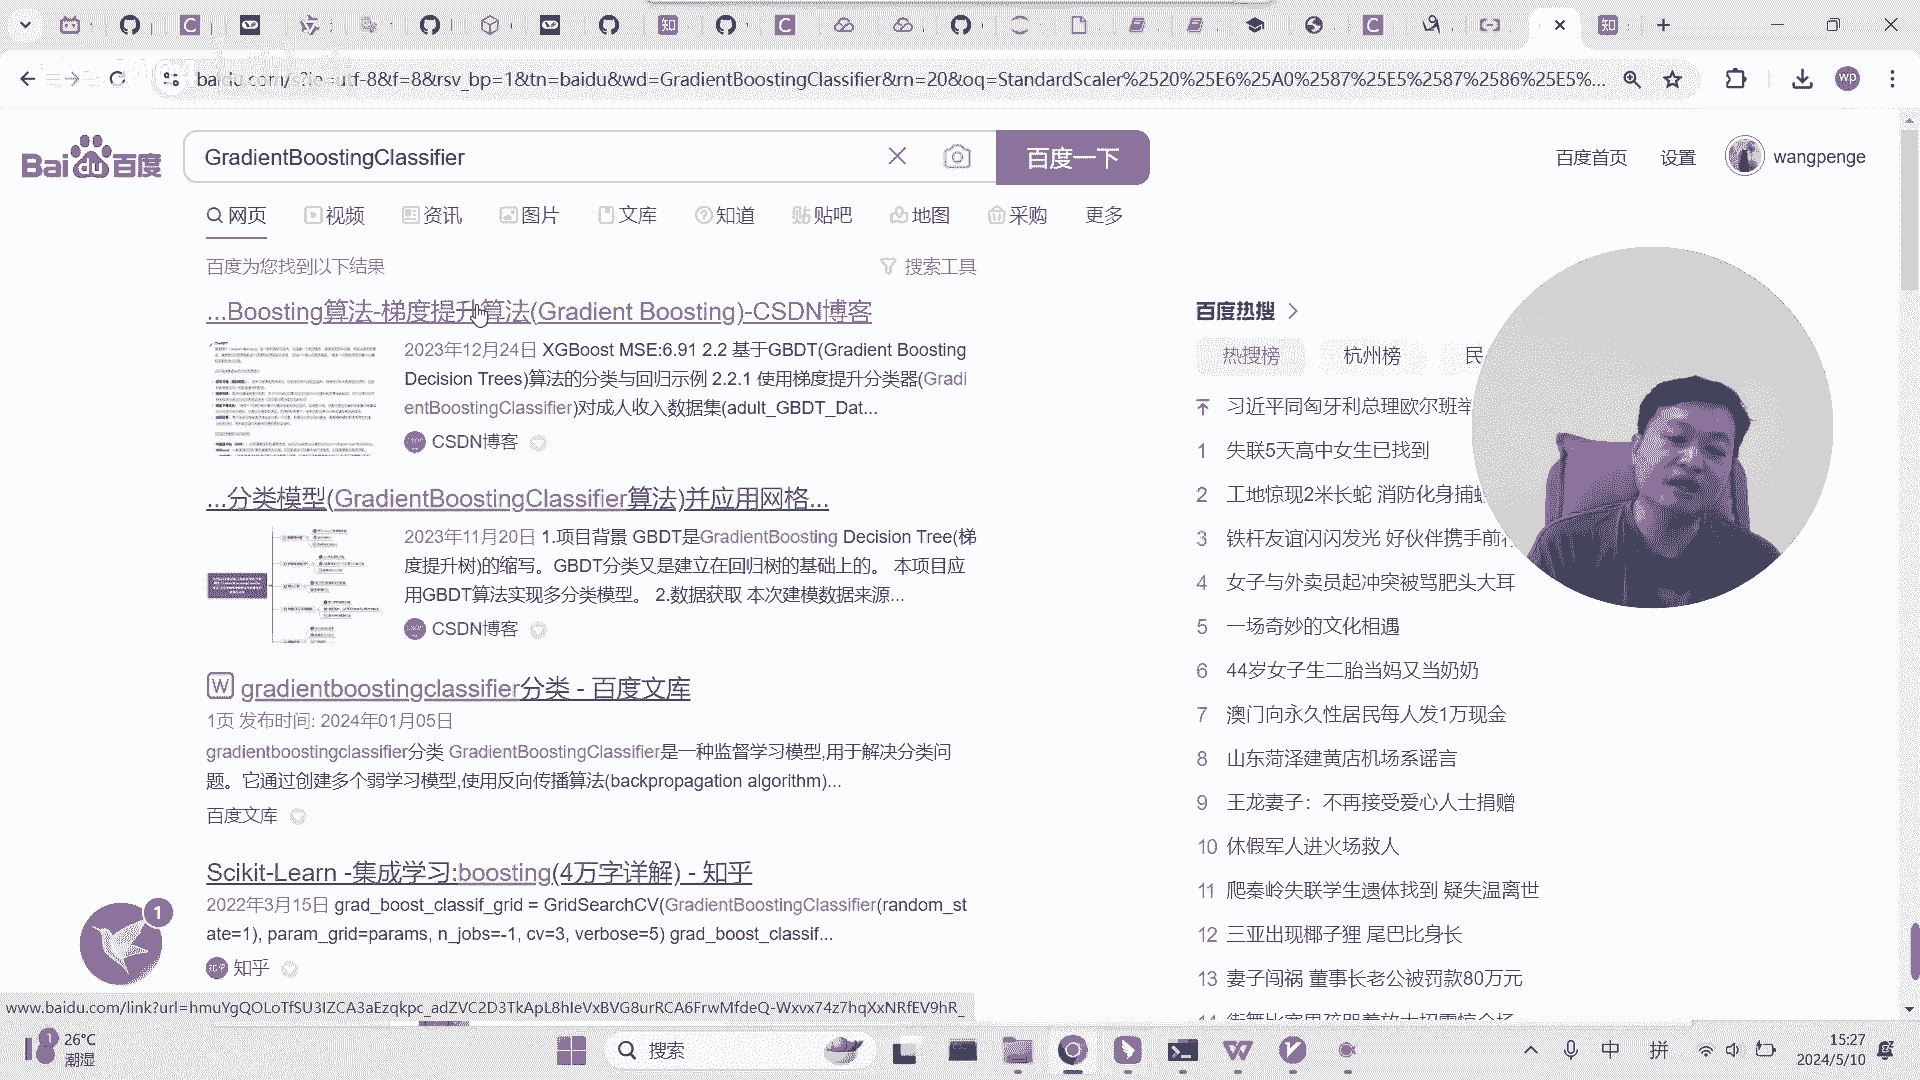 baidu.com/s?ie=utf-8&f=8&rsv_bp=1&tn=baidu&wd=GradientBoostingClassifier&rn=20&oq=StandardScaler%2520%25E6%25A0%2587%25E5%2587%2586%25E5%...
wp
Bai du 百度
GradientBoostingClassifier
百度一下
百度首页
设置
wangpenge
网页
视频
资讯
图片
文库
知道
贴吧
地图
采购
更多
百度为您找到以下结果
搜索工具
...Boosting算法-梯度提升算法(Gradient Boosting)-CSDN博客
2023年12月24日 XGBoost MSE:6.91 2.2 基于GBDT(Gradient Boosting
Decision Trees)算法的分类与回归示例 2.2.1 使用梯度提升分类器(Gradi
entBoostingClassifier)对成人收入数据集(adult_GBDT_Dat...
CSDN博客
...分类模型(GradientBoostingClassifier算法)并应用网格...
2023年11月20日 1.项目背景 GBDT是GradientBoosting Decision Tree(梯
度提升树)的缩写。GBDT分类又是建立在回归树的基础上的。 本项目应
用GBDT算法实现多分类模型。 2.数据获取 本次建模数据来源...
CSDN博客
W gradientboostingclassifier分类 - 百度文库
1页 发布时间: 2024年01月05日
gradientboostingclassifier分类 GradientBoostingClassifier是一种监督学习模型,用于解决分类问
题。它通过创建多个弱学习模型,使用反向传播算法(backpropagation algorithm)...
百度文库
Scikit-Learn -集成学习:boosting(4万字详解) - 知乎
2022年3月15日 grad_boost_classif_grid = GridSearchCV(GradientBoostingClassifier(random_st
ate=1), param_grid=params, n_jobs=-1, cv=3, verbose=5) grad_boost_classif...
知乎
百度热搜
热搜榜
杭州榜
民
习近平同匈牙利总理欧尔班举
1 失联5天高中女生已找到
2 工地惊现2米长蛇 消防化身捕蛇
3 铁杆友谊闪闪发光 好伙伴携手前行
4 女子与外卖员起冲突被骂肥头大耳
5 一场奇妙的文化相遇
6 44岁女子生二胎当妈又当奶奶
7 澳门向永久性居民每人发1万现金
8 山东菏泽建黄店机场系谣言
9 王龙妻子：不再接受爱心人士捐赠
10 休假军人进火场救人
11 爬秦岭失联学生遗体找到 疑失温离世
12 三亚出现椰子狸 尾巴比身长
13 妻子闯祸 董事长老公被罚款80万元
1
www.baidu.com/link?url=hmuYgQOLoTfSU3IZCA3aEzqkpc_adZVC2D3TkApL8hIeVxBVG8urRCA6FrwMfdeQ-Wxvx74z7hqXxNRfEV9hR_
1
26°C
潮湿
搜索
中
拼
15:27
2024/5/10